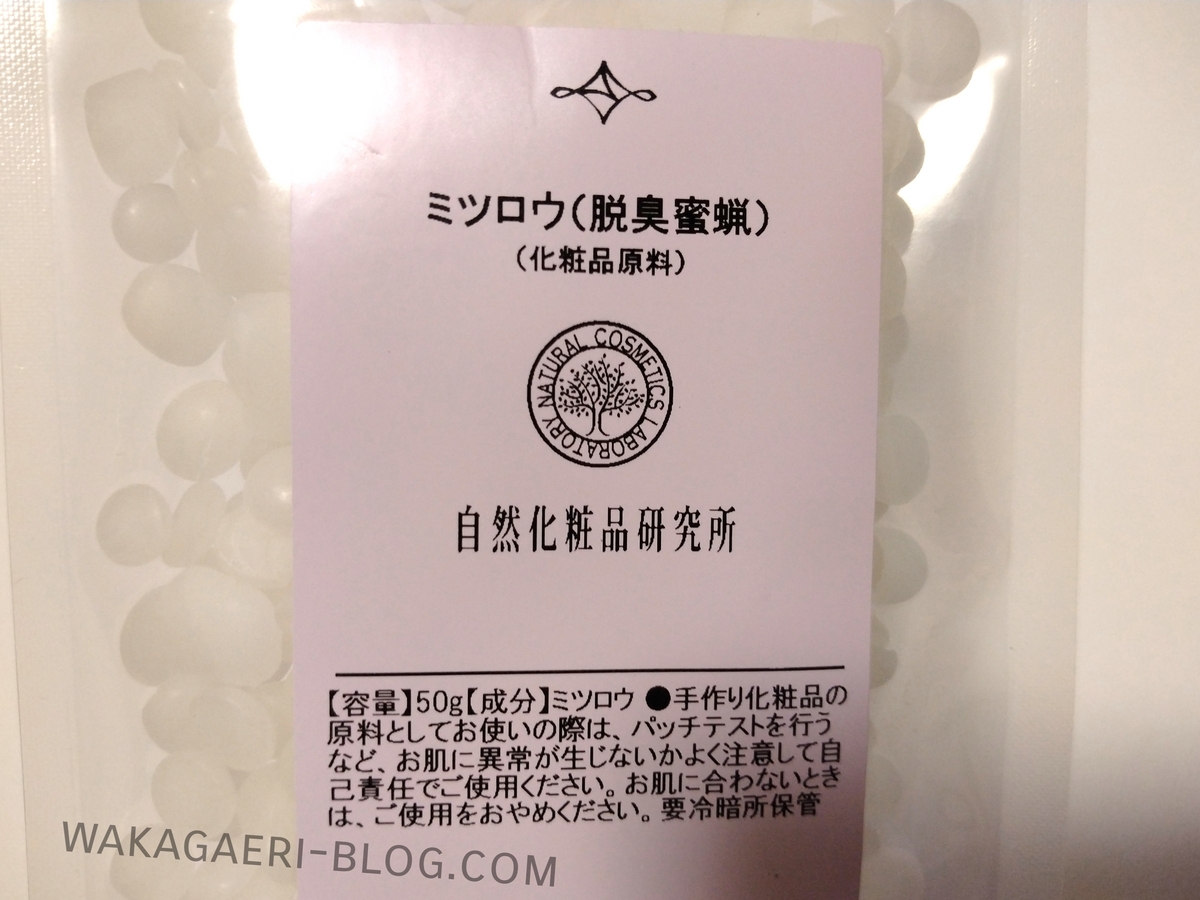 ミツロウ(脱臭蜜蝋)
(化粧品原料)
NATURAL COSMETICS LABORATORY
自然化粧品研究所
【容量】50g【成分】ミツロウ ●手作り化粧品の
原料としてお使いの際は、パッチテストを行う
など、お肌に異常が生じないかよく注意して自
己責任でご使用ください。お肌に合わないとき
は、ご使用をおやめください。要冷暗所保管
WAKAGAERI-BLOG.COM